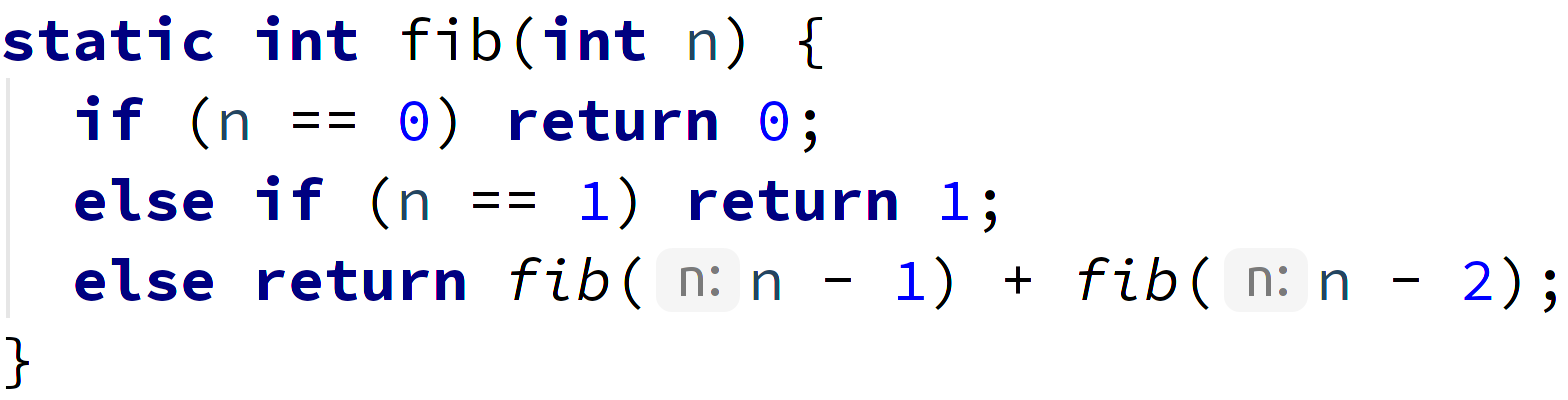 static int fib(int n) {
if (n == 0) return 0;
else if (n == 1) return 1;
else return fib( n: n - 1) + fib( n: n - 2);
}